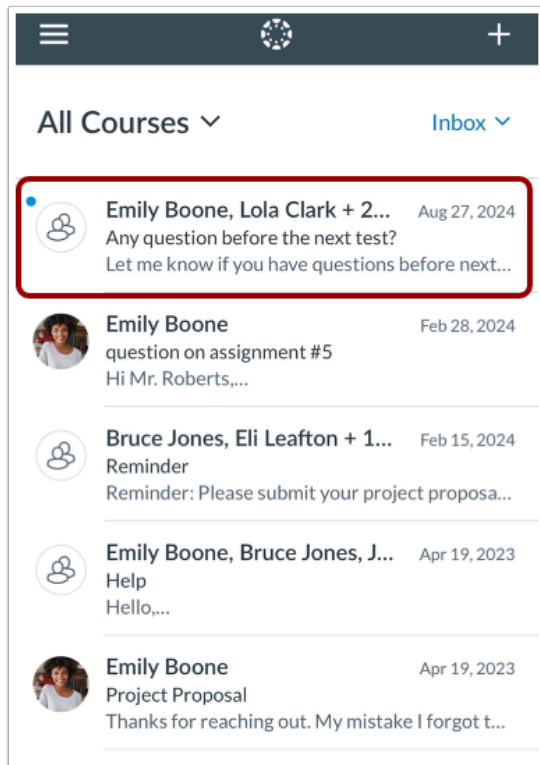 All Courses
Inbox
Emily Boone, Lola Clark + 2... Aug 27, 2024
Any question before the next test?
Let me know if you have questions before next...
Emily Boone Feb 28, 2024
question on assignment #5
Hi Mr. Roberts,...
Bruce Jones, Eli Leafton + 1... Feb 15, 2024
Reminder
Reminder: Please submit your project proposa...
Emily Boone, Bruce Jones, J... Apr 19, 2023
Help
Hello,...
Emily Boone Apr 19, 2023
Project Proposal
Thanks for reaching out. My mistake I forgot t...